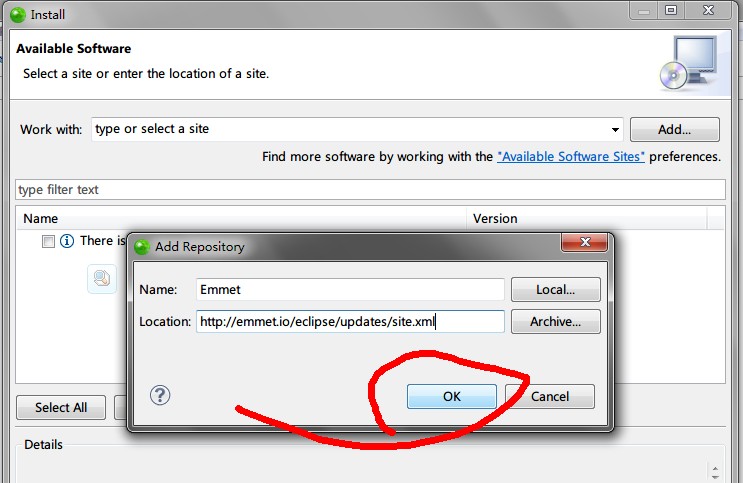 Install
Available Software
Select a site or enter the location of a site.
Work with: type or select a site Add...
Find more software by working with the "Available Software Sites" preferences.
type filter text
Name Version
There is
Add Repository
Name: Emmet Local...
Location: http://emmet.io/eclipse/updates/site.xml Archive...
? OK Cancel
Select All
Details